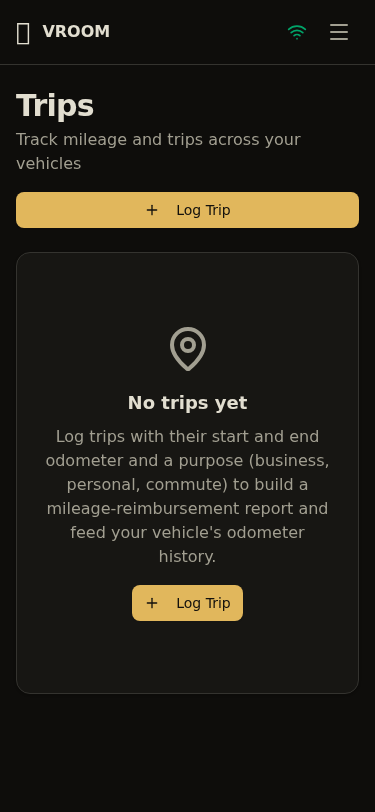 VROOM
Trips
Track mileage and trips across your
vehicles
Log Trip
No trips yet
Log trips with their start and end
odometer and a purpose (business,
personal, commute) to build a
mileage-reimbursement report and
feed your vehicle's odometer
history.
Log Trip